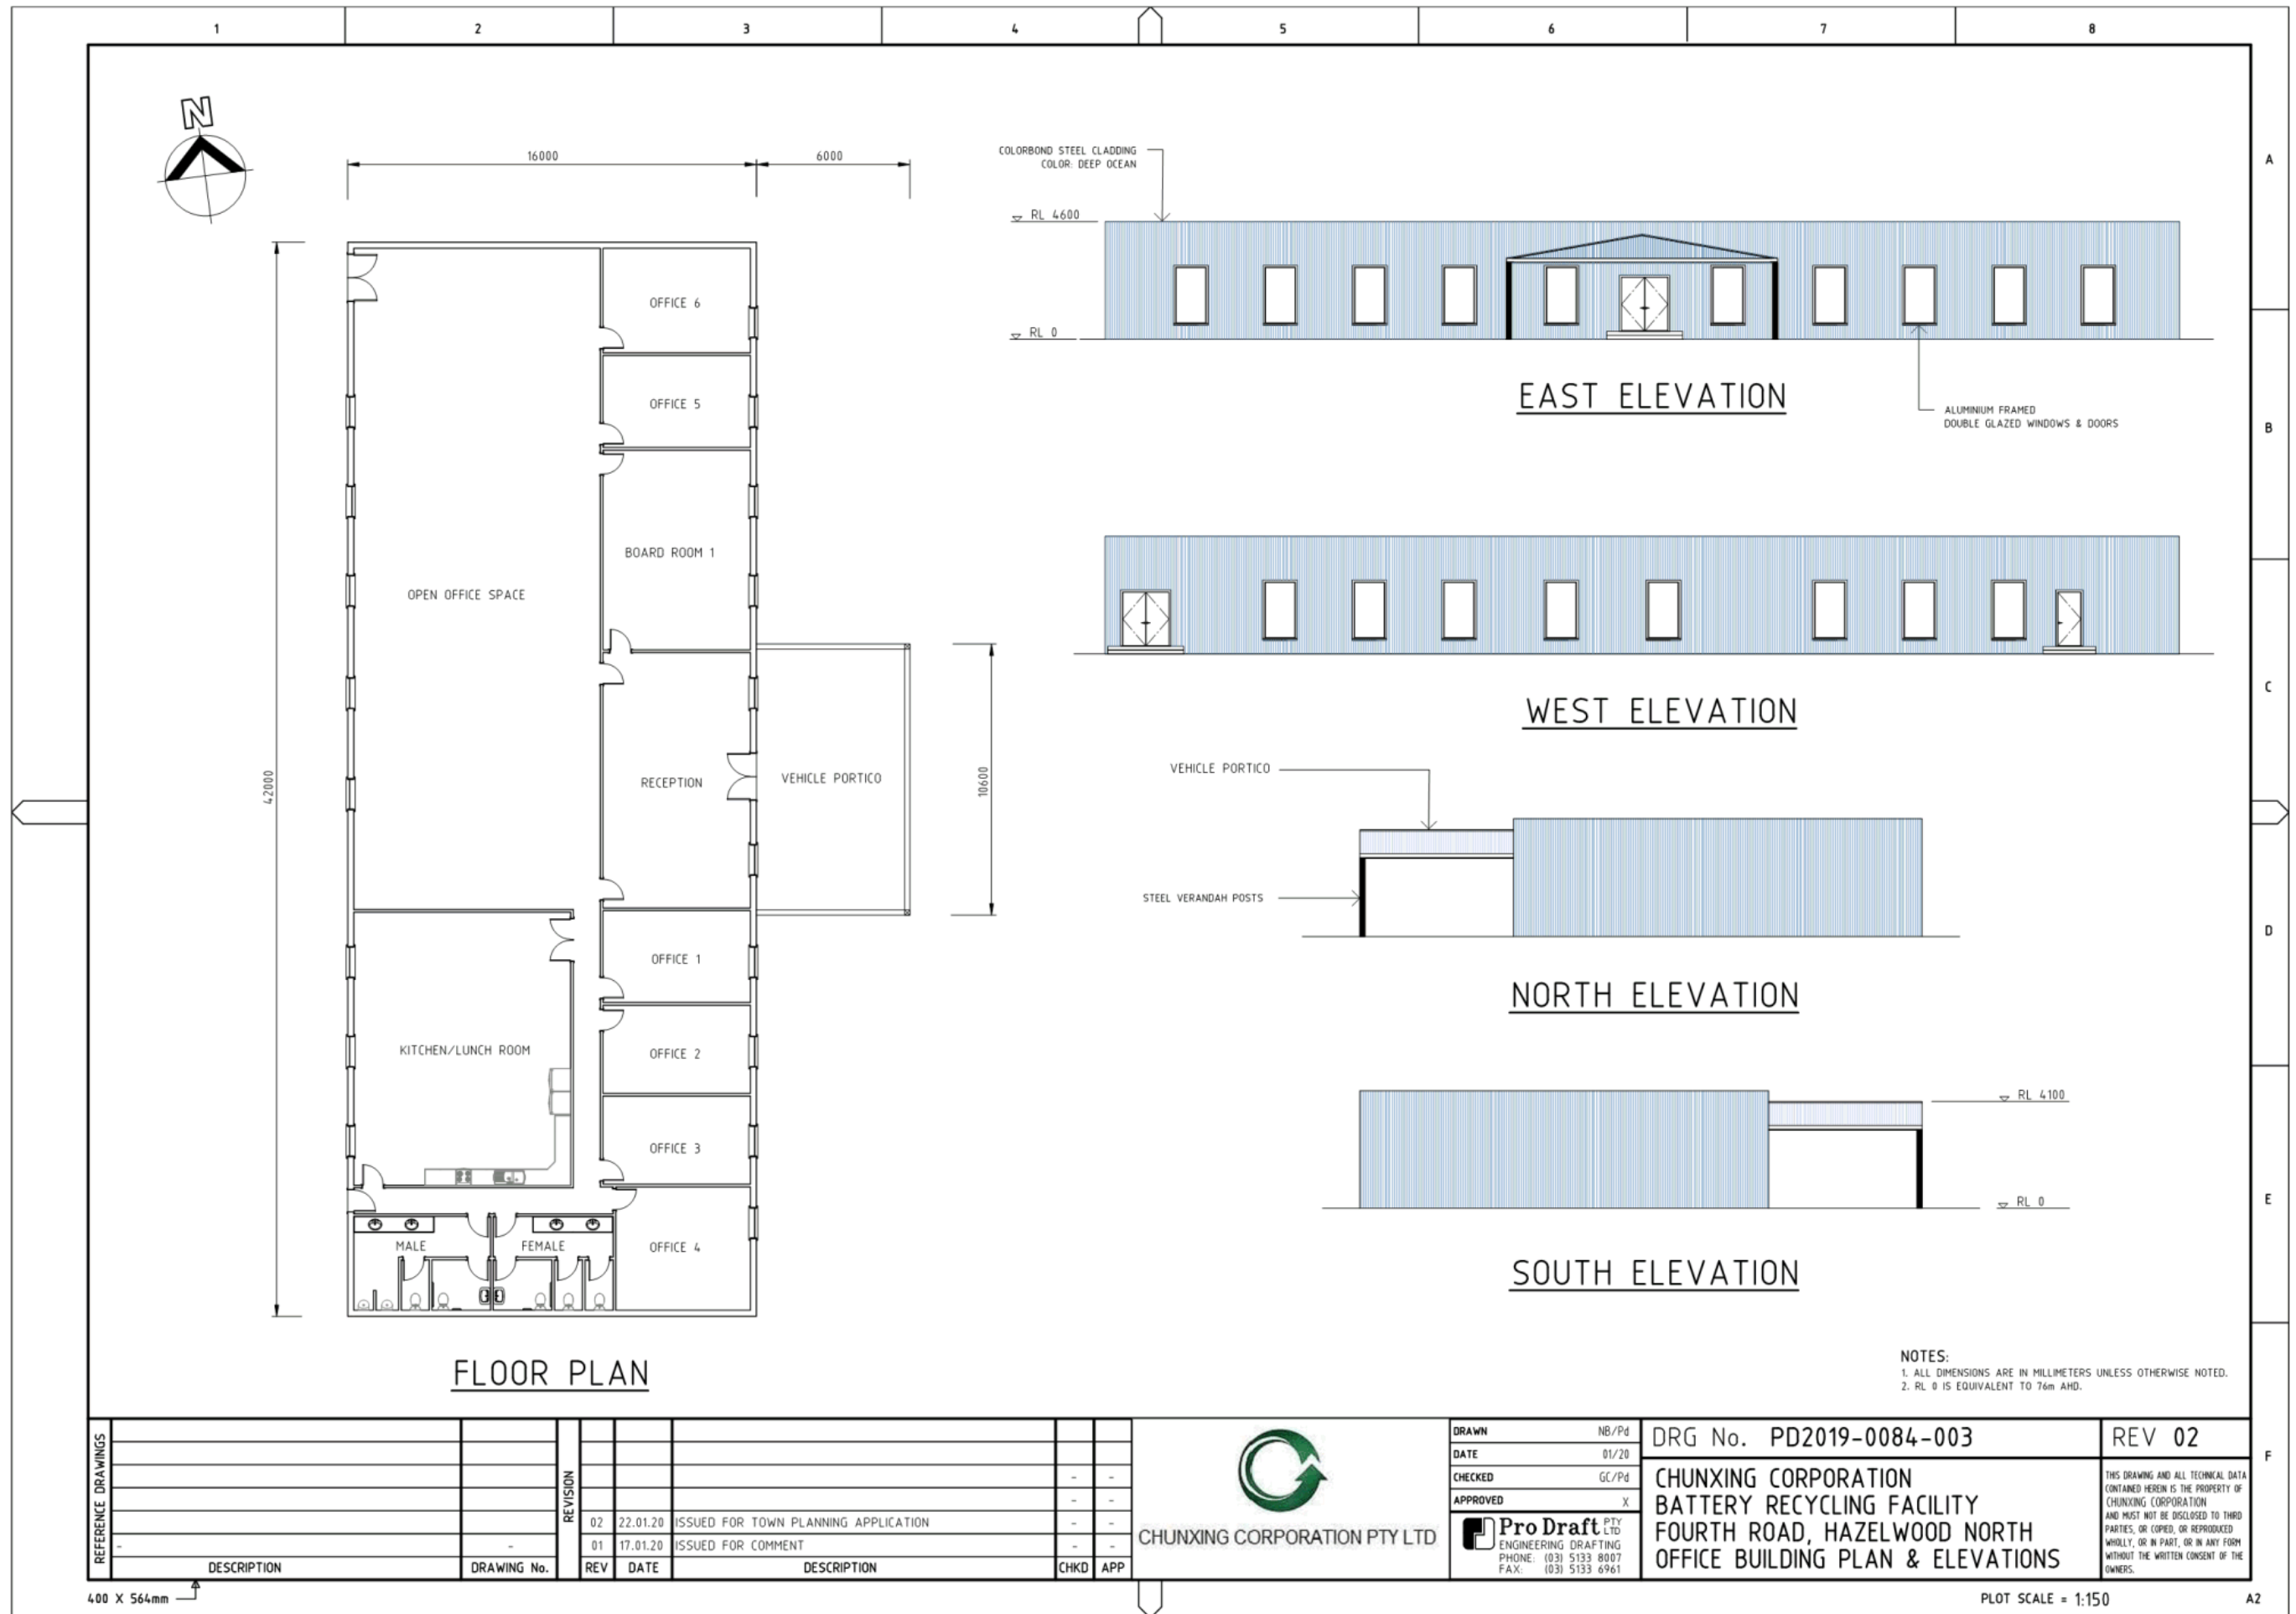 1 2 3 4 5 6 7 8
N
16000
6000
42000
10600
OFFICE 6
OFFICE 5
BOARD ROOM 1
OPEN OFFICE SPACE
RECEPTION
VEHICLE PORTICO
OFFICE 1
KITCHEN/LUNCH ROOM
OFFICE 2
OFFICE 3
MALE
FEMALE
OFFICE 4
FLOOR PLAN
COLORBOND STEEL CLADDING
COLOR: DEEP OCEAN
RL 4600
RL 0
EAST ELEVATION
ALUMINIUM FRAMED
DOUBLE GLAZED WINDOWS & DOORS
WEST ELEVATION
VEHICLE PORTICO
STEEL VERANDAH POSTS
NORTH ELEVATION
RL 4100
RL 0
SOUTH ELEVATION
A
B
C
D
E
F
NOTES:
1. ALL DIMENSIONS ARE IN MILLIMETERS UNLESS OTHERWISE NOTED.
2. RL 0 IS EQUIVALENT TO 76m AHD.
REFERENCE DRAWINGS
- -
DESCRIPTION DRAWING No.
REVISION
- -
- -
02 22.01.20 ISSUED FOR TOWN PLANNING APPLICATION - -
01 17.01.20 ISSUED FOR COMMENT - -
REV DATE DESCRIPTION CHKD APP
CHUNXING CORPORATION PTY LTD
DRAWN NB/Pd
DATE 01/20
CHECKED GC/Pd
APPROVED X
Pro Draft PTY LTD
ENGINEERING DRAFTING
PHONE: (03) 5133 8007
FAX: (03) 5133 6961
DRG No. PD2019-0084-003
REV 02
CHUNXING CORPORATION
BATTERY RECYCLING FACILITY
FOURTH ROAD, HAZELWOOD NORTH
OFFICE BUILDING PLAN & ELEVATIONS
THIS DRAWING AND ALL TECHNICAL DATA
CONTAINED HEREIN IS THE PROPERTY OF
CHUNXING CORPORATION
AND MUST NOT BE DISCLOSED TO THIRD
PARTIES, OR COPIED, OR REPRODUCED
WHOLLY, OR IN PART, OR IN ANY FORM
WITHOUT THE WRITTEN CONSENT OF THE
OWNERS.
400 X 564mm
PLOT SCALE = 1:150
A2